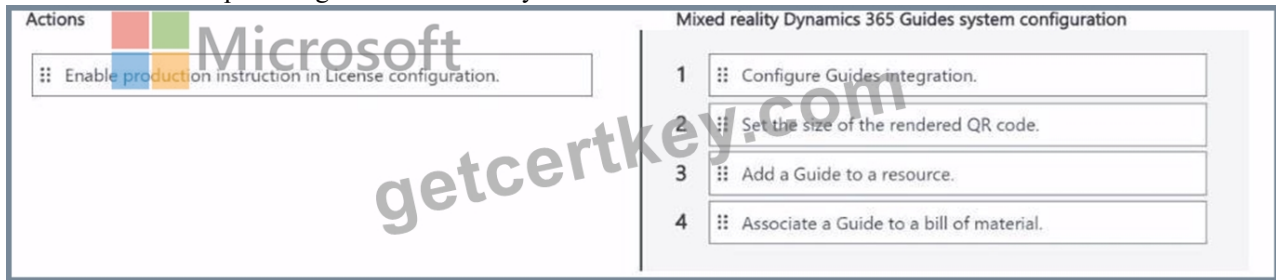 Actions
Microsoft
Enable production instruction in License configuration.
Mixed reality Dynamics 365 Guides system configuration
1 Configure Guides integration.
2 Set the size of the rendered QR code.
3 Add a Guide to a resource.
4 Associate a Guide to a bill of material.
getcertkey.com